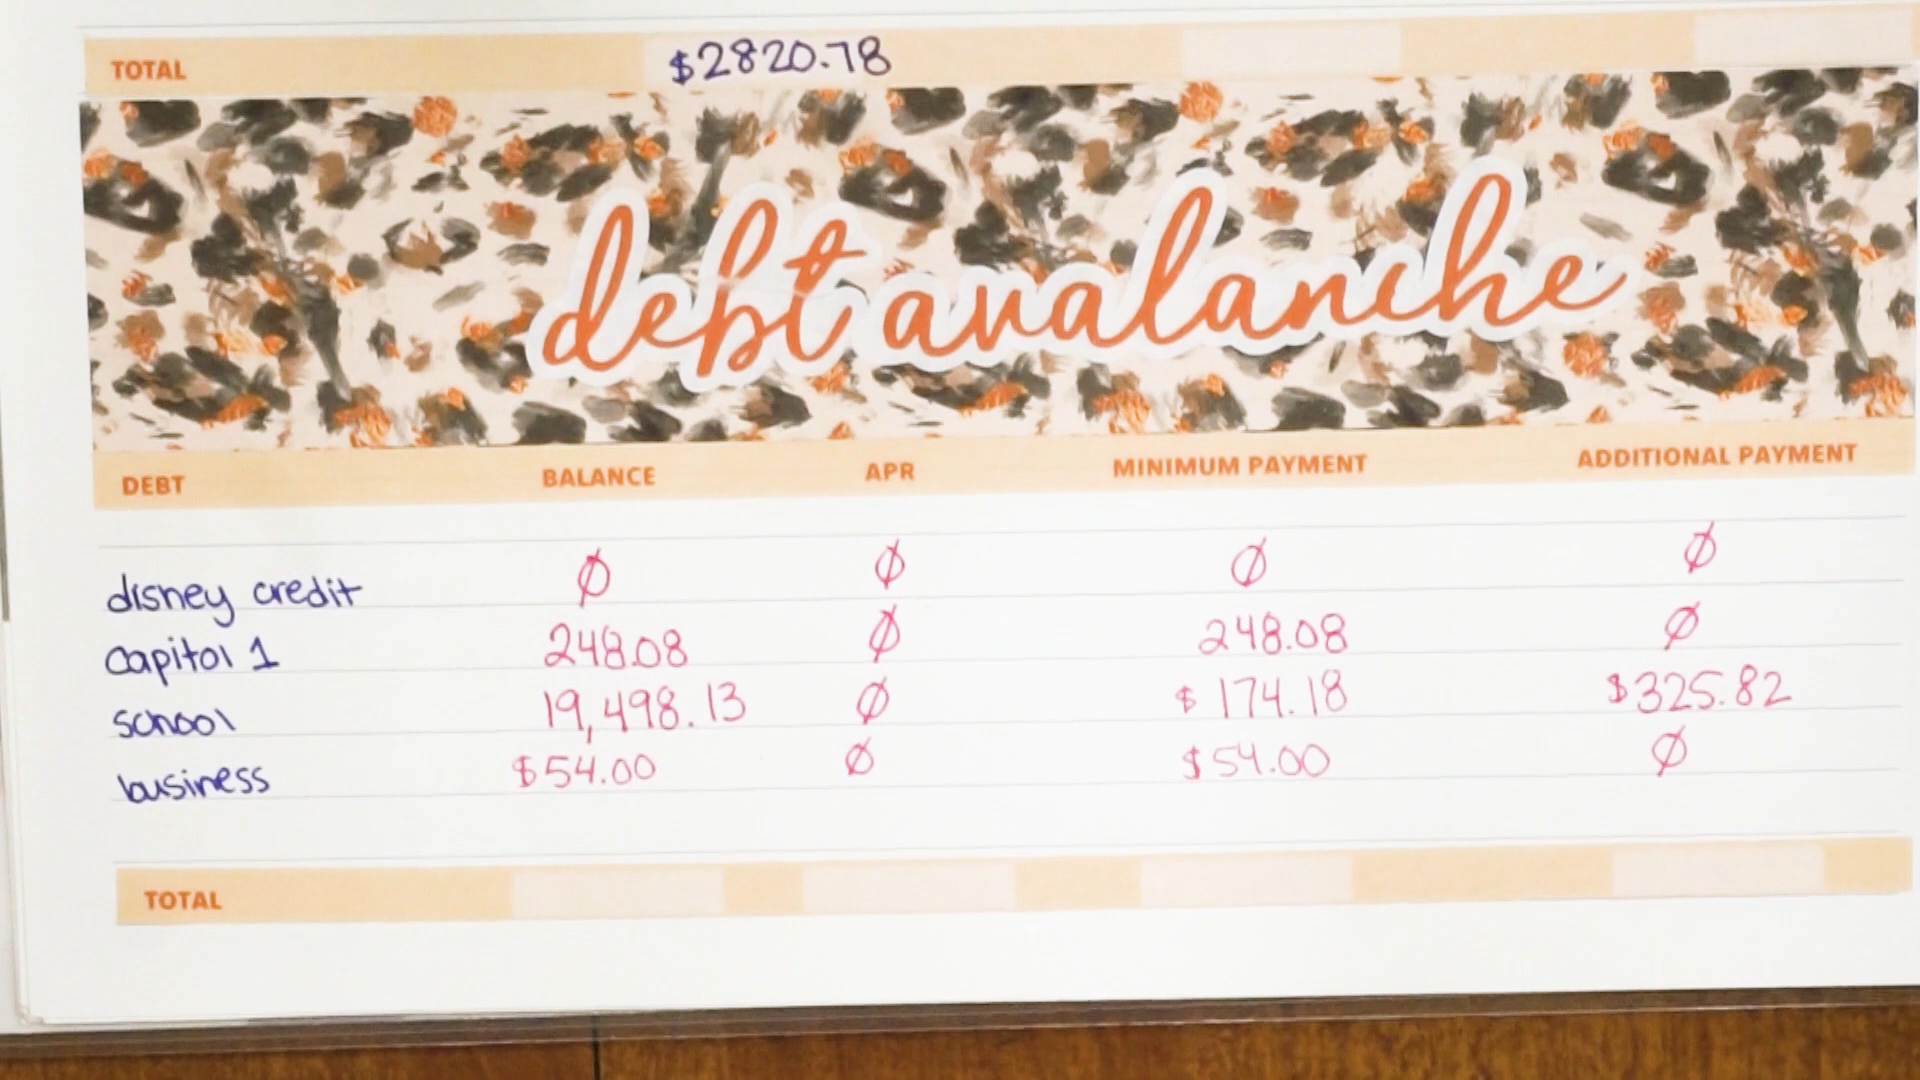 TOTAL $2820.78
debt avalanche
DEBT BALANCE APR MINIMUM PAYMENT ADDITIONAL PAYMENT
disney credit Ø Ø Ø Ø
capitol 1 248.08 Ø 248.08 Ø
school 19,498.13 Ø $174.18 $325.82
business $54.00 Ø $54.00 Ø
TOTAL